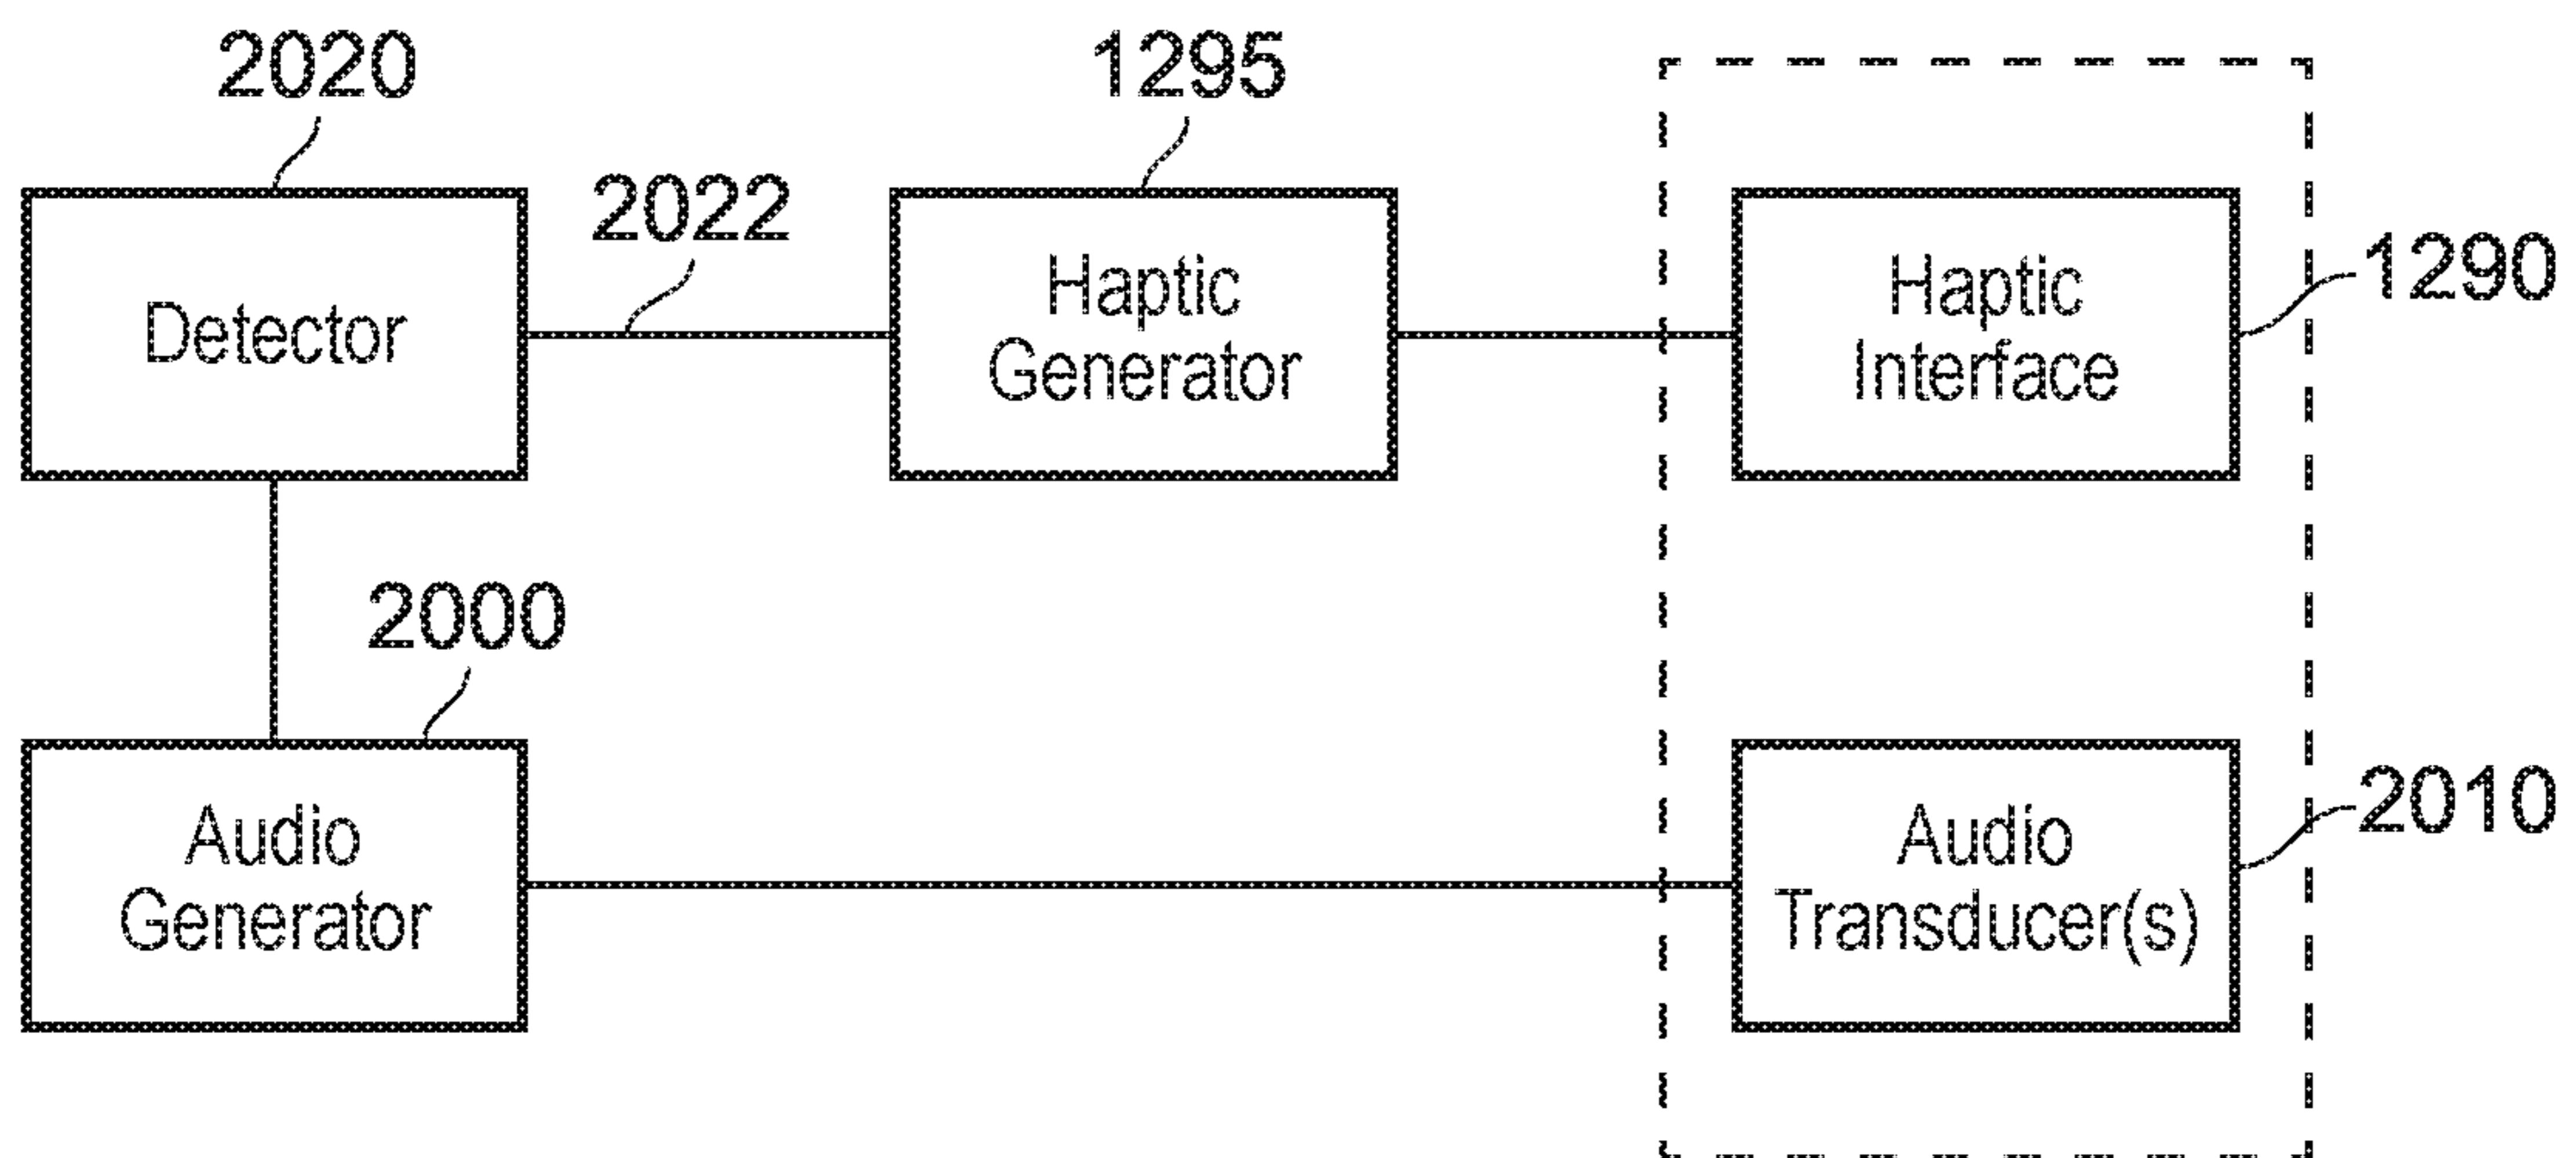 2020
1295
2022
Detector
Haptic
Generator
Haptic
Interface
1290
2000
Audio
Generator
Audio
Transducer(s)
2010